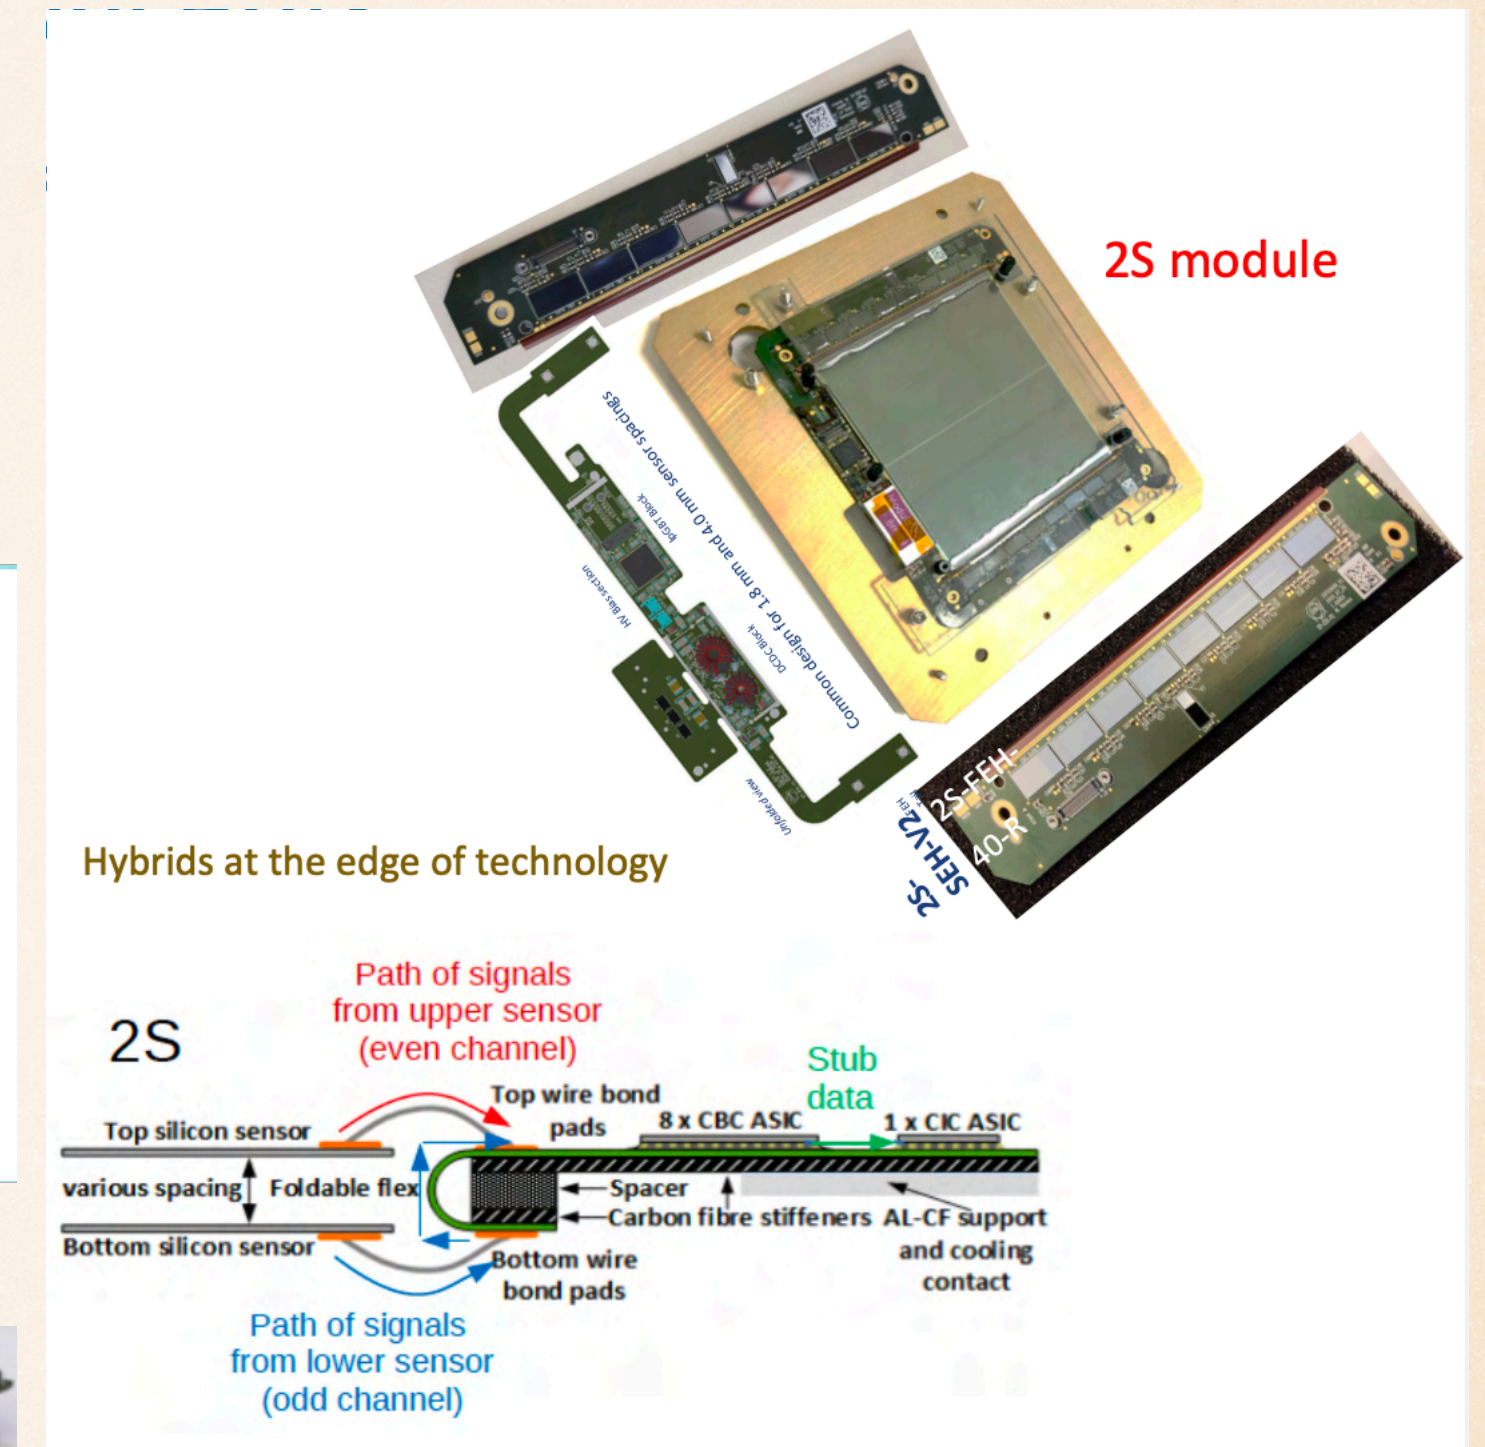 2S module
Common design for 1.8 mm and 4.0 mm sensor spacings
lpGBT Block
HV Bias section
DCDC Block
Unfolded view
2S-FEH-
40-R
2S-
SEH-V2
FEH
Hybrids at the edge of technology
2S
Path of signals
from upper sensor
(even channel)
Stub
data
Top wire bond
pads
8 x CBC ASIC
1 x CIC ASIC
Top silicon sensor
various spacing
Foldable flex
Spacer
Carbon fibre stiffeners
AL-CF support
and cooling
contact
Bottom silicon sensor
Bottom wire
bond pads
Path of signals
from lower sensor
(odd channel)